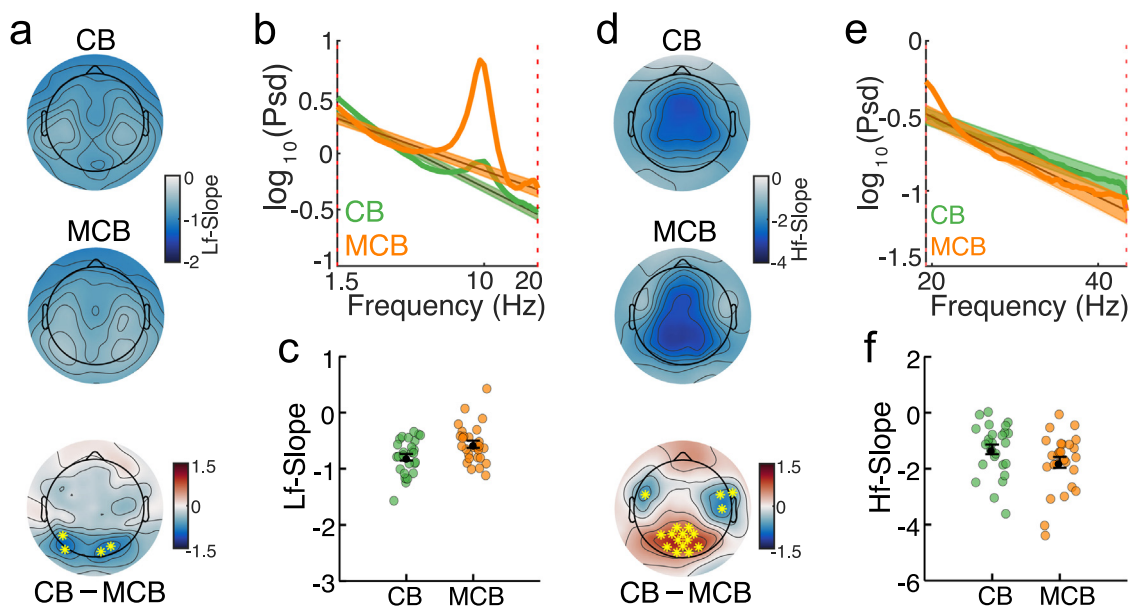 a
CB
0
-1
-2
Lf-Slope
MCB
1.5
1
0
-1
-1.5
CB – MCB
b
1
0.5
0
-0.5
-1
log10(Psd
CB
MCB
1.5
10
20
Frequency (Hz)
c
1
0
-1
-2
-3
Lf-Slope
CB
MCB
d
CB
0
-2
-4
Hf-Slope
MCB
1.5
1
0
-1
-1.5
CB – MCB
e
-0
-0.5
-1
-1.5
log10(Psd
CB
MCB
20
40
Frequency (Hz)
f
2
0
-2
-4
-6
Hf-Slope
CB
MCB